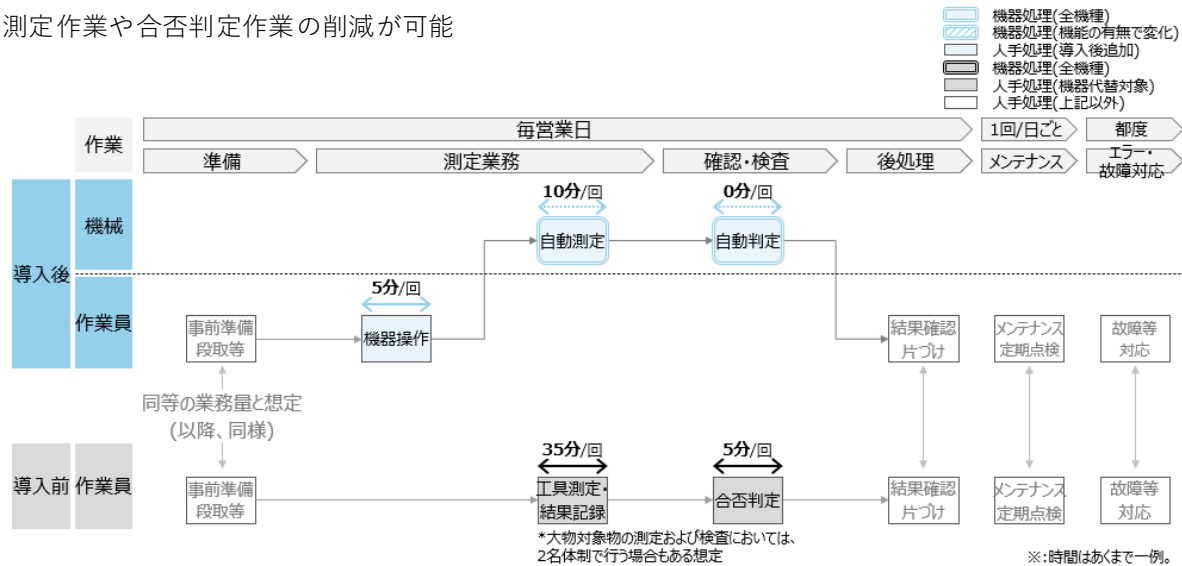 測定作業や合否判定作業の削減が可能
機器処理(全機種)
機器処理(機能の有無で変化)
人手処理(導入後追加)
機器処理(全機種)
人手処理(機器代替対象)
人手処理(上記以外)
作業
毎営業日
1回/日ごと
都度
準備
測定業務
確認・検査
後処理
メンテナンス
エラー・
故障対応
導入後
機械
10分/回
自動測定
0分/回
自動判定
作業員
事前準備
段取等
5分/回
機器操作
結果確認
片づけ
メンテナンス
定期点検
故障等
対応
同等の業務量と想定
(以降、同様)
導入前
作業員
事前準備
段取等
35分/回
工具測定・
結果記録
5分/回
合否判定
結果確認
片づけ
メンテナンス
定期点検
故障等
対応
*大物対象物の測定および検査においては、
2名体制で行う場合もある想定
※:時間はあくまで一例。